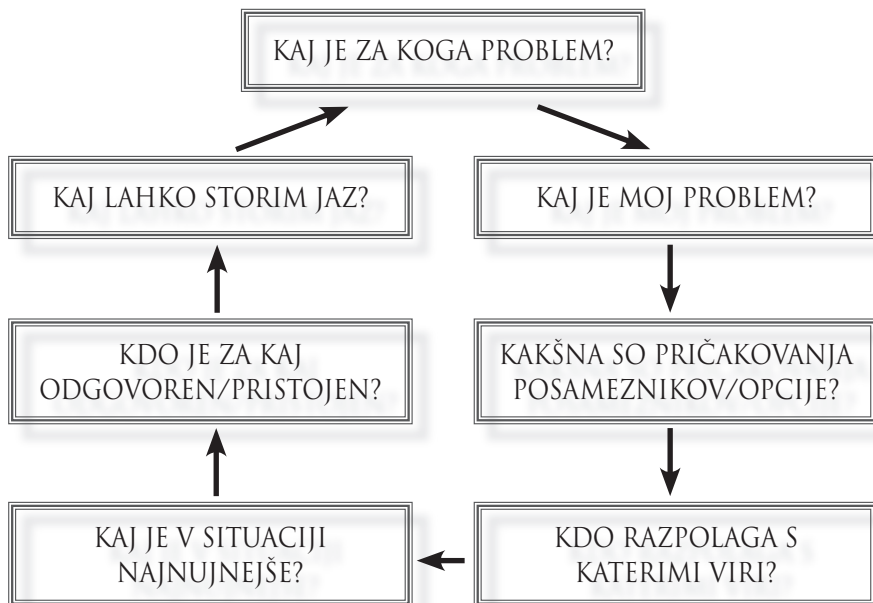 KAJ JE ZA KOGA PROBLEM?
KAJ JE MOJ PROBLEM?
KAKŠNA SO PRIČAKOVANJA
POSAMEZNIKOV/OPCIJE?
KDO RAZPOLAGA S
KATERIMI VIRI?
KAJ JE V SITUACIJI
NAJNUJNEJŠE?
KDO JE ZA KAJ
ODGOVOREN/PRISTOJEN?
KAJ LAHKO STORIM JAZ?